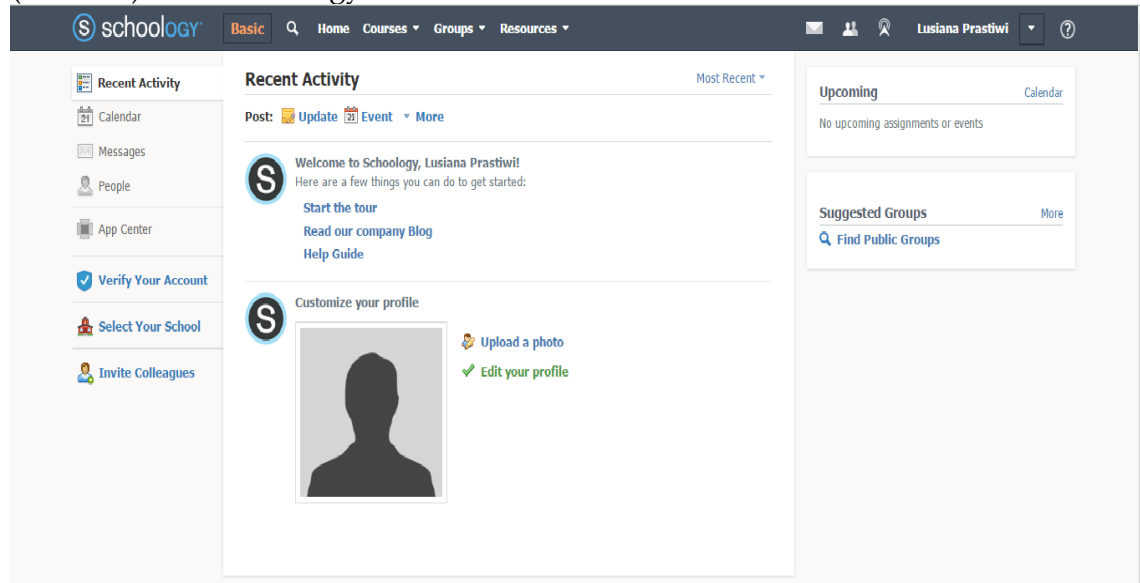 schoology Basic Home Courses Groups Resources Lusiana Prastiwi ?
Recent Activity
Calendar
Messages
People
App Center
Verify Your Account
Select Your School
Invite Colleagues
Recent Activity Most Recent
Post: Update Event More
Welcome to Schoology, Lusiana Prastiwi!
Here are a few things you can do to get started:
Start the tour
Read our company Blog
Help Guide
Customize your profile
Upload a photo
Edit your profile
Upcoming Calendar
No upcoming assignments or events
Suggested Groups More
Find Public Groups